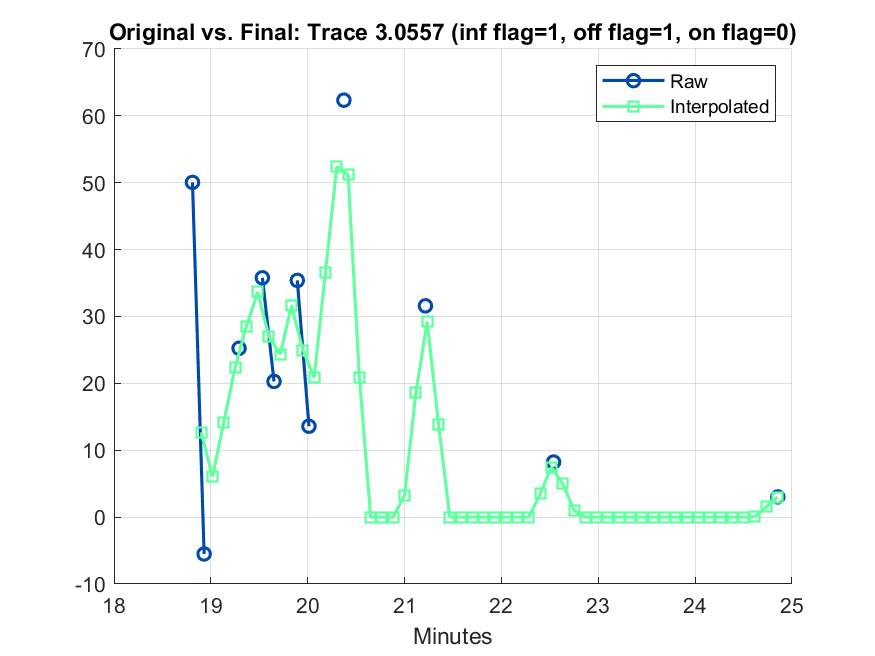 Original vs. Final: Trace 3.0557 (inf flag=1, off flag=1, on flag=0)
70
60
50
40
30
20
10
0
-10
Raw
Interpolated
18 19 20 21 22 23 24 25
Minutes